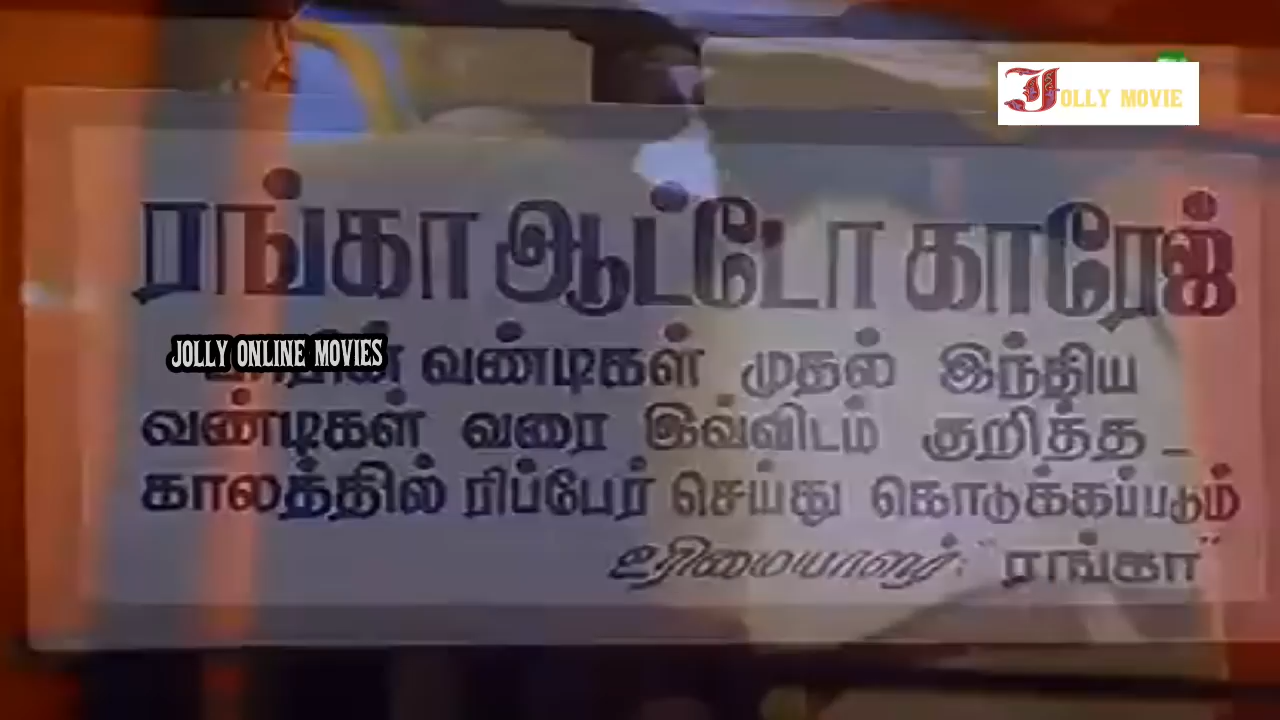 JOLLY MOVIE
ரங்கா ஆட்டோ காரேஜ்
JOLLY ONLINE MOVIES
வண்டிகள் முதல் இந்திய
வண்டிகள் வரை இவ்விடம் குறித்த -
காலத்தில் ரிப்பேர் செய்து கொடுக்கப்படும்
உரிமையாளர்: "ரங்கா"